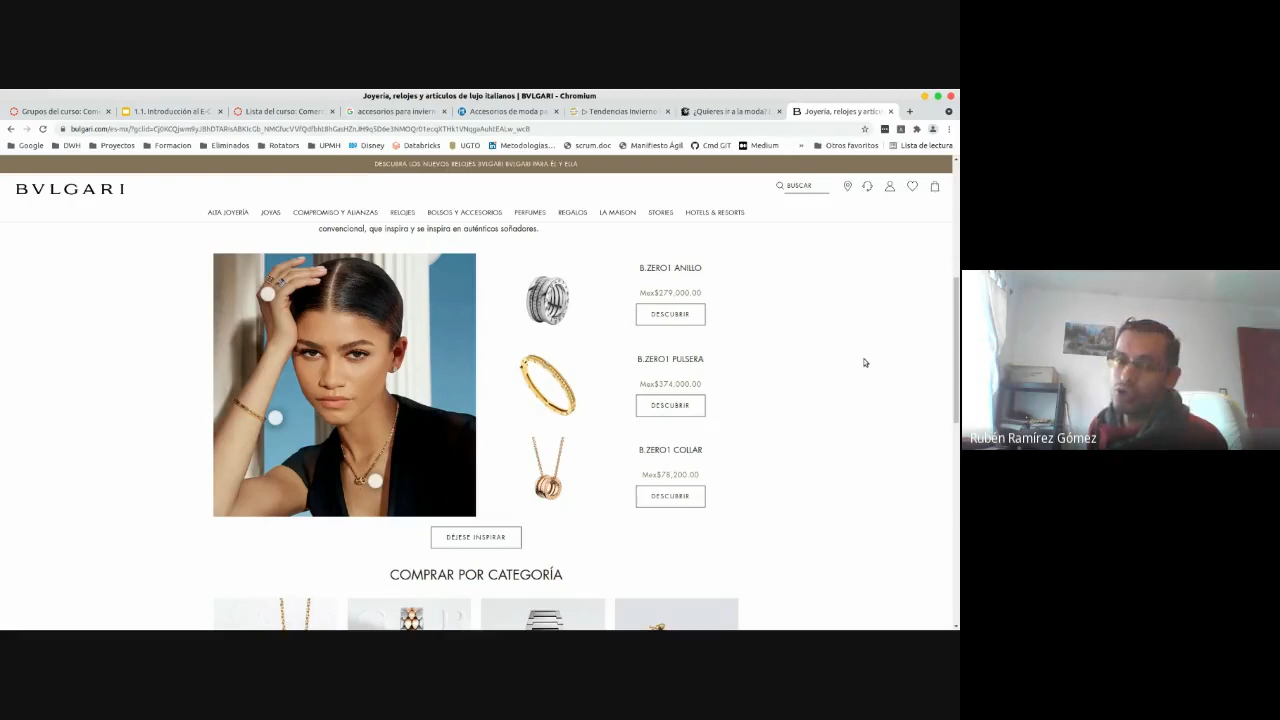 Joyería, relojes y artículos de lujo italianos | BVLGARI - Chromium
Grupos del curso: Com
1.1. Introducción al E-C
Lista del curso: Comer
accesorios para inviern
Accesorios de moda pa
▷ Tendencias Invierno
¿Quieres ir a la moda? L
Joyería, relojes y artícu
Google
DWH
Proyectos
Formacion
Eliminados
Rotators
UPMH
Disney
Databricks
UGTO
Metodologías...
scrum.doc
Manifiesto Ágil
Cmd GIT
Medium
»
Otros favoritos
Lista de lectura
DESCUBRA LOS NUEVOS RELOJES BVLGARI BVLGARI PARA ÉL Y ELLA
BVLGARI
BUSCAR
ALTA JOYERÍA
JOYAS
COMPROMISO Y ALIANZAS
RELOJES
BOLSOS Y ACCESORIOS
PERFUMES
REGALOS
LA MAISON
STORIES
HOTELS & RESORTS
convencional, que inspira y se inspira en auténticos soñadores.
B.ZERO1 ANILLO
Mex$279,000.00
DESCUBRIR
B.ZERO1 PULSERA
Mex$374,000.00
DESCUBRIR
B.ZERO1 COLLAR
Mex$78,200.00
DESCUBRIR
DÉJESE INSPIRAR
COMPRAR POR CATEGORÍA
Rubén Ramírez Gómez